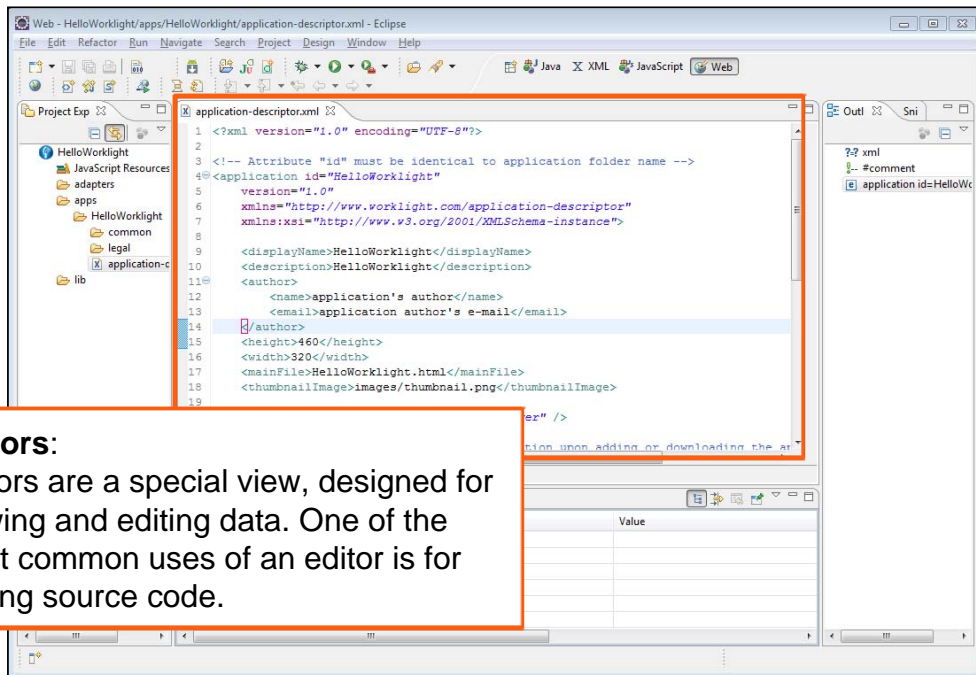 Web - HelloWorklight/apps/HelloWorklight/application-descriptor.xml - Eclipse
File Edit Refactor Run Navigate Search Project Design Window Help
Java XML JavaScript Web
Project Exp
HelloWorklight
JavaScript Resources
adapters
apps
HelloWorklight
common
legal
application-c
lib
application-descriptor.xml
1 <?xml version="1.0" encoding="UTF-8"?>
2
3 <!-- Attribute "id" must be identical to application folder name -->
4 <application id="HelloWorklight"
5 version="1.0"
6 xmlns="http://www.worklight.com/application-descriptor"
7 xmlns:xsi="http://www.w3.org/2001/XMLSchema-instance">
8
9 <displayName>HelloWorklight</displayName>
10 <description>HelloWorklight</description>
11 <author>
12 <name>application's author</name>
13 <email>application author's e-mail</email>
14 </author>
15 <height>460</height>
16 <width>320</width>
17 <mainFile>HelloWorklight.html</mainFile>
18 <thumbnailImage>images/thumbnail.png</thumbnailImage>
19
er" />
tion upon adding or downloading the
Outl Sni
?=? xml
!-- #comment
e application id=HelloWo
ors:
ors are a special view, designed for
ing and editing data. One of the
t common uses of an editor is for
ng source code.
Value